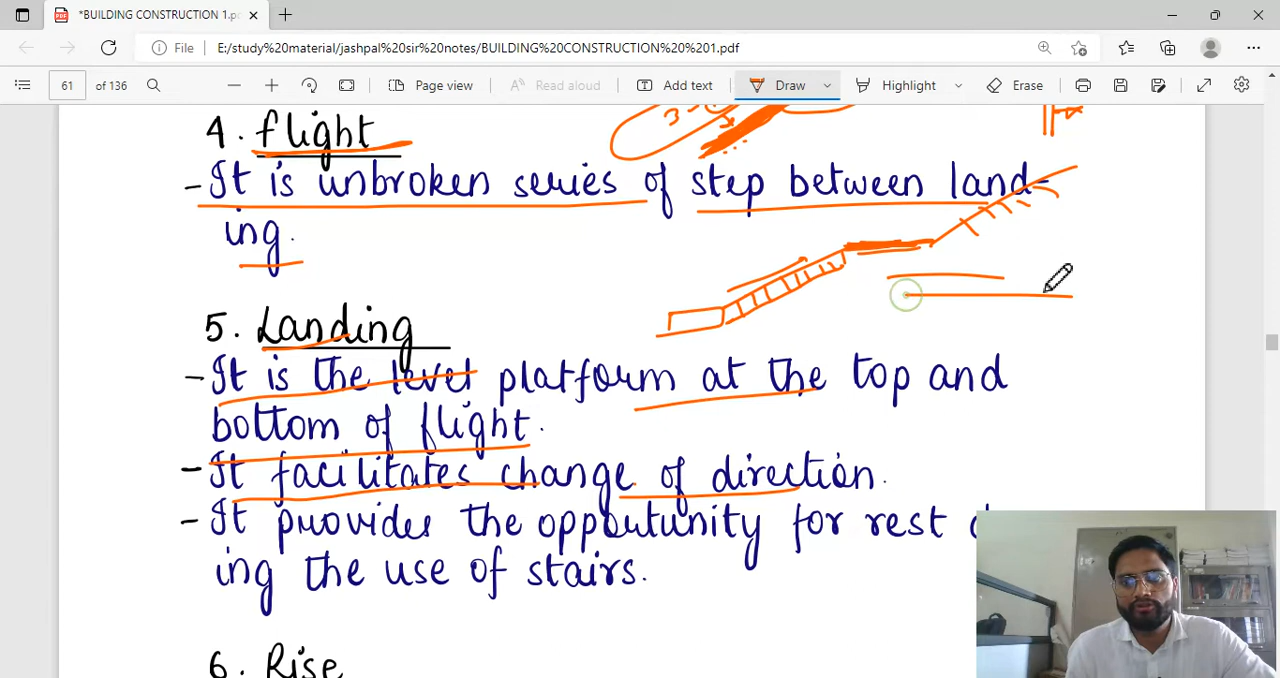 *BUILDING CONSTRUCTION 1.p
File E:/study%20material/jashpal%20sir%20notes/BUILDING%20CONSTRUCTION%20%201.pdf
61 of 136 Page view Read aloud Add text Draw Highlight Erase
4. flight
- It is unbroken series of step between land-
ing.
5. Landing
- It is the level platform at the top and
bottom of flight.
- It facilitates change of direction.
- It provides the opportunity for rest d
ing the use of stairs.
6. Rise